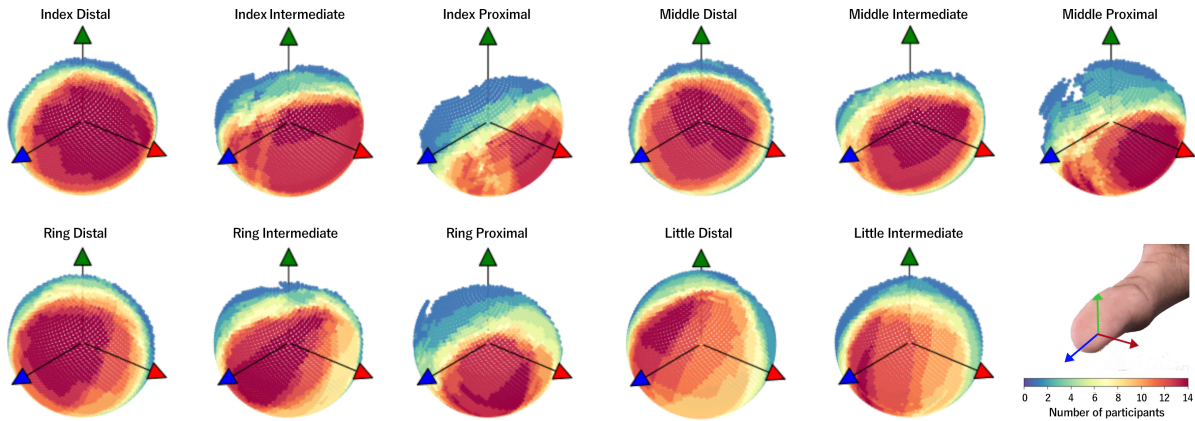 Index Distal
Index Intermediate
Index Proximal
Middle Distal
Middle Intermediate
Middle Proximal
Ring Distal
Ring Intermediate
Ring Proximal
Little Distal
Little Intermediate
0 2 4 6 8 10 12 14
Number of participants